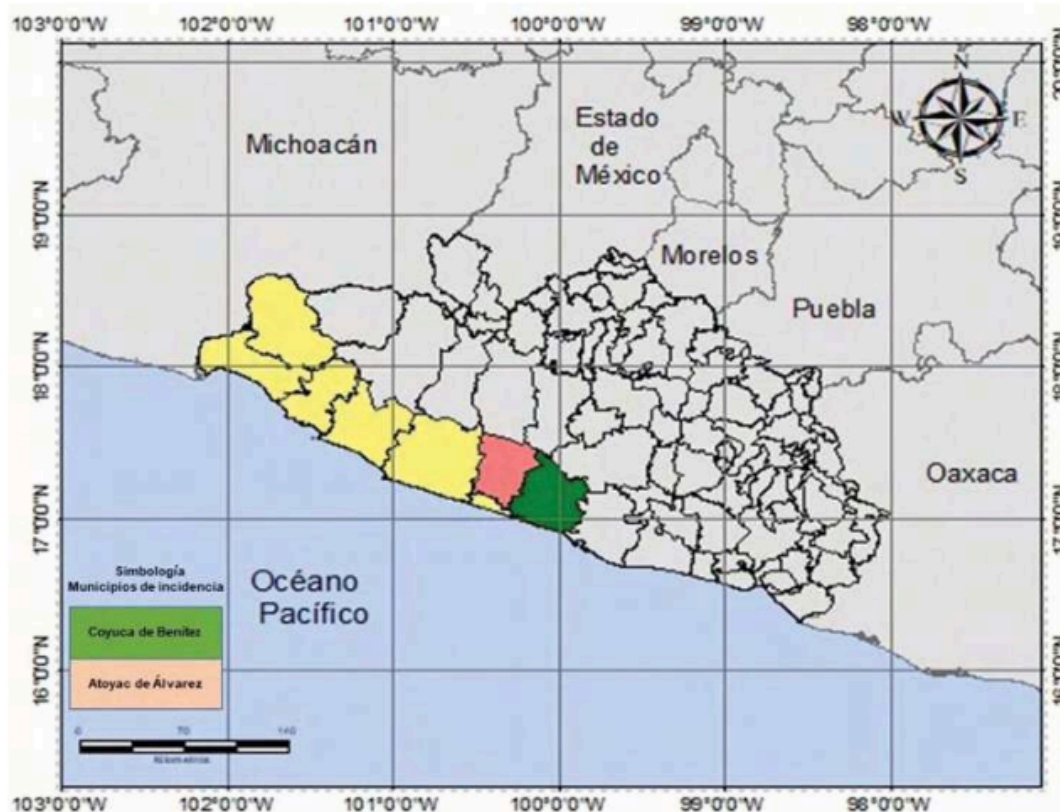 103°0'0"W 102°0'0"W 101°0'0"W 100°0'0"W 99°0'0"W 98°0'0"W
N
W E
S
Michoacán
Estado
de
México
Morelos
Puebla
Oaxaca
19°0'0"N
18°0'0"N
17°0'0"N
16°0'0"N
Simbología
Municipios de incidencia
Coyuca de Benítez
Atoyac de Álvarez
Océano
Pacífico
0 70 140
103°0'0"W 102°0'0"W 101°0'0"W 100°0'0"W 99°0'0"W 98°0'0"W